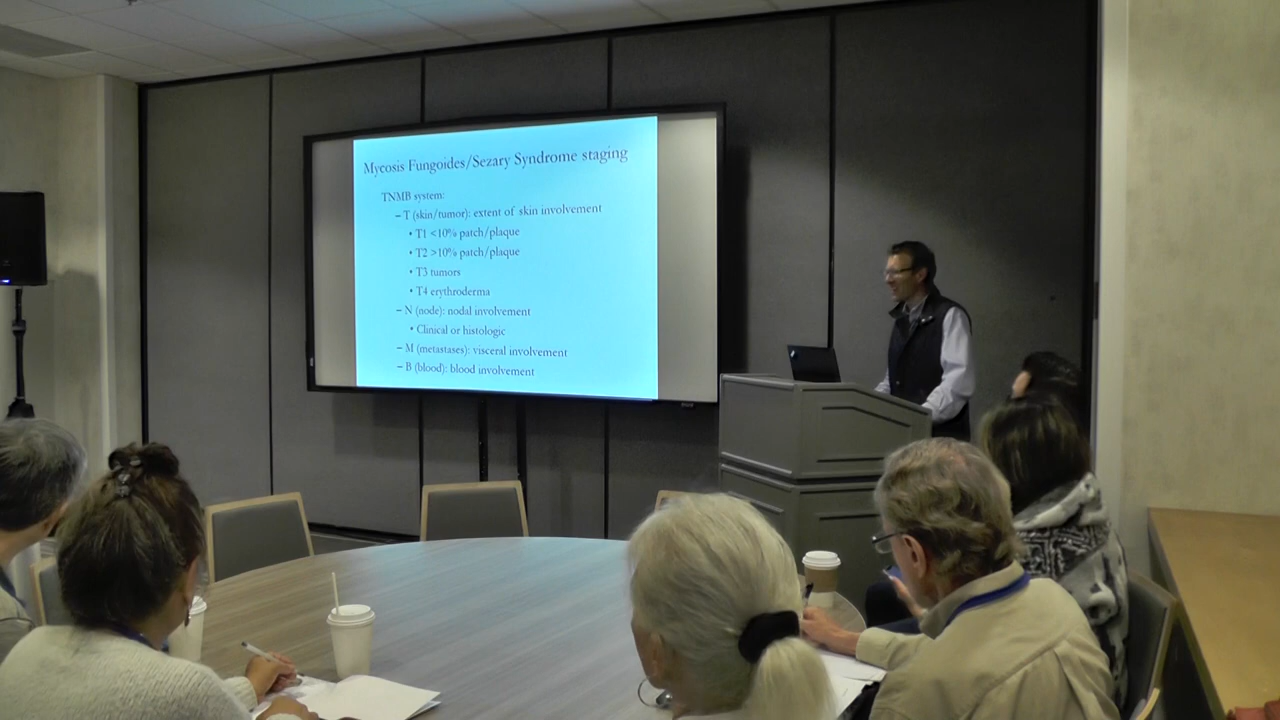 Mycosis Fungoides/Sezary Syndrome staging
TNMB system:
– T (skin/tumor): extent of skin involvement
• T1 <10% patch/plaque
• T2 >10% patch/plaque
• T3 tumors
• T4 erythroderma
– N (node): nodal involvement
• Clinical or histologic
– M (metastases): visceral involvement
– B (blood): blood involvement